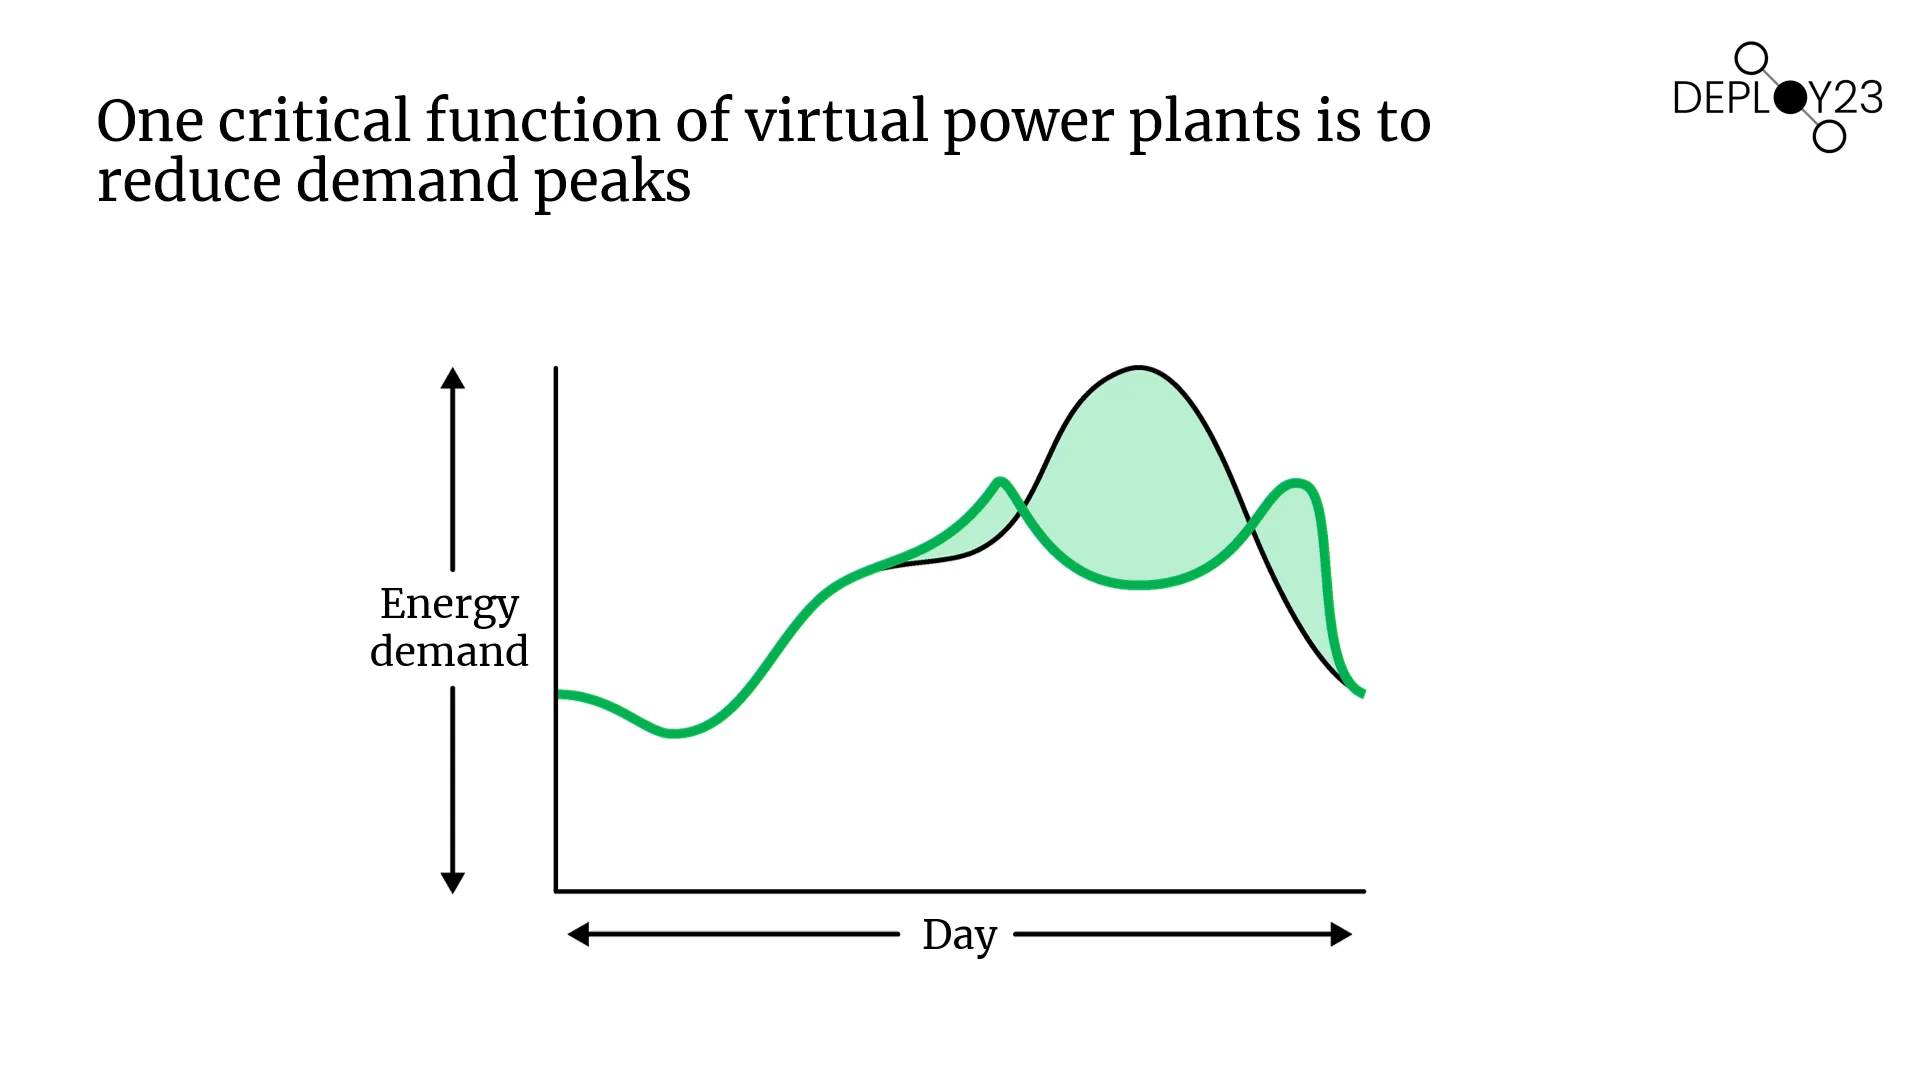 One critical function of virtual power plants is to
reduce demand peaks
DEPLOY23
Energy
demand
Day